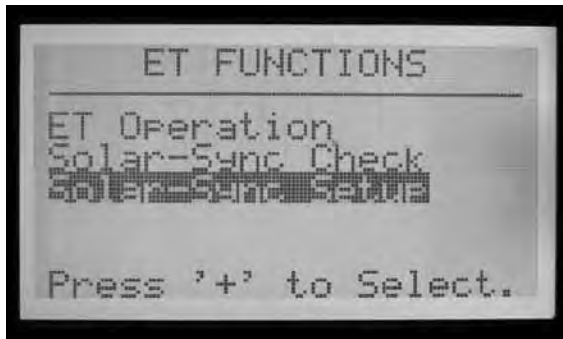 ET FUNCTIONS
ET Operation
Solar-Sync Check
Solar-Sync Setup
Press '+' to Select.